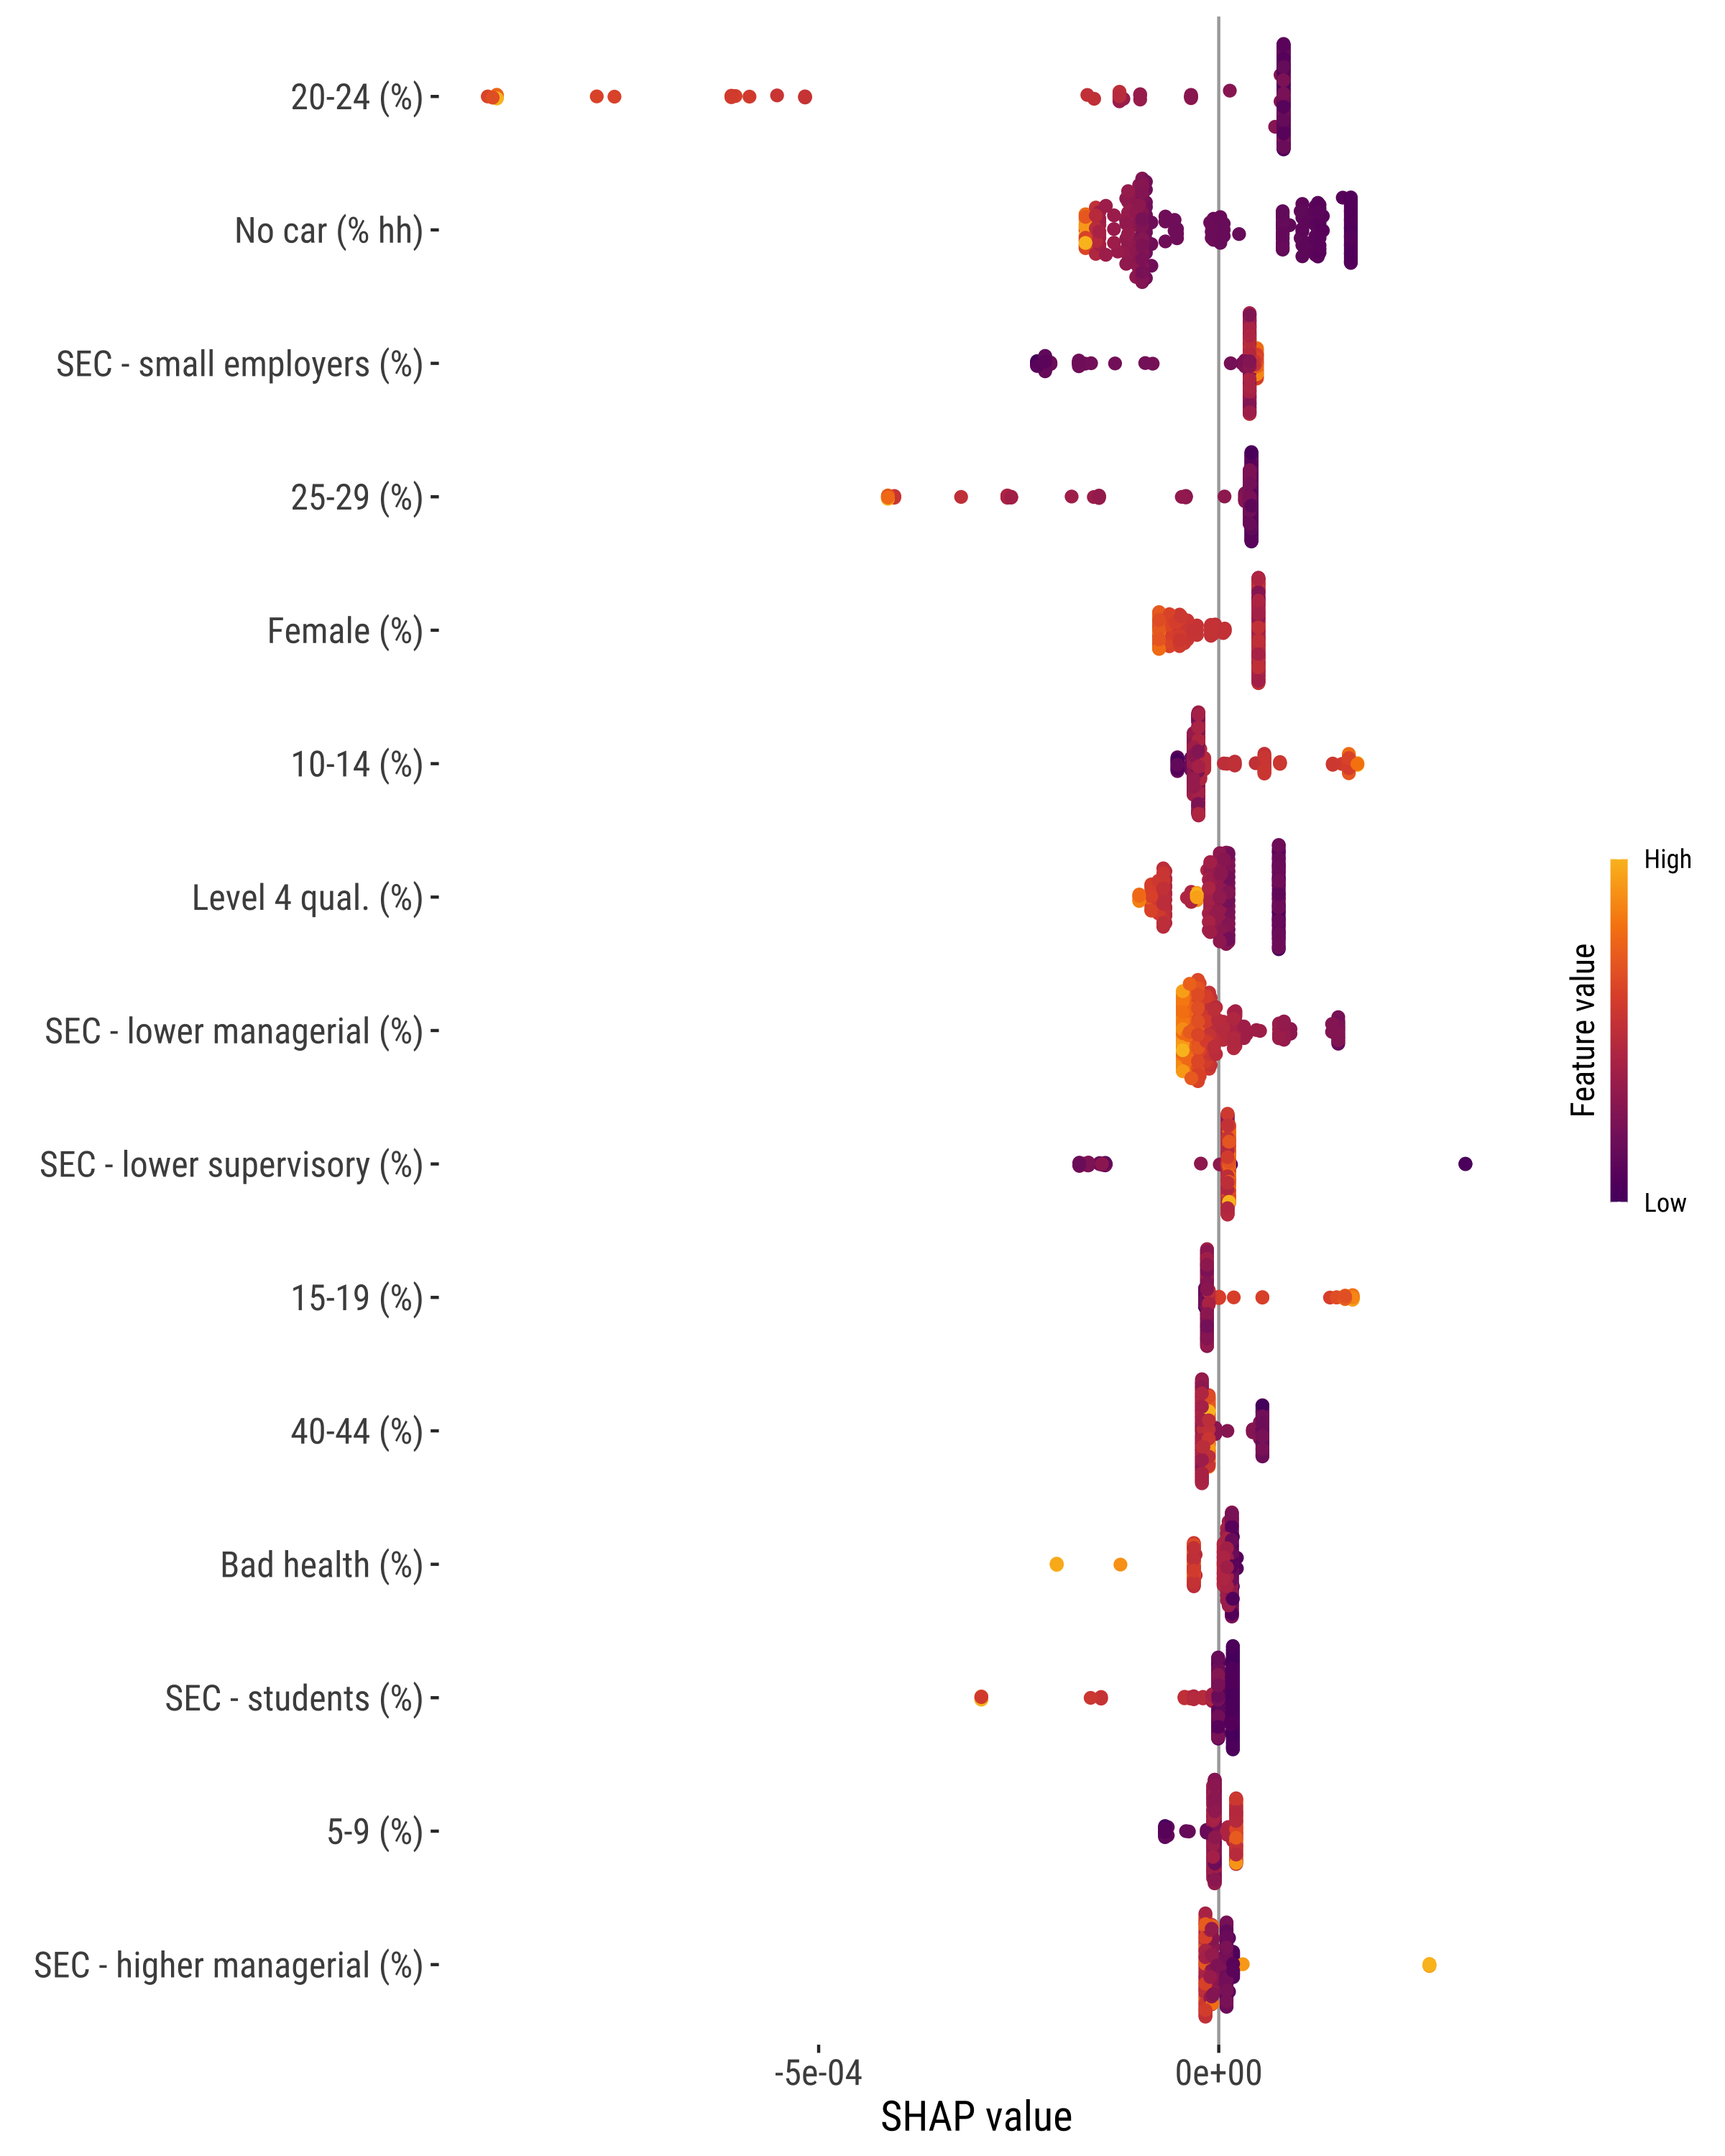 20-24 (%)
No car (% hh)
SEC - small employers (%)
25-29 (%)
Female (%)
10-14 (%)
Level 4 qual. (%)
SEC - lower managerial (%)
SEC - lower supervisory (%)
15-19 (%)
40-44 (%)
Bad health (%)
SEC - students (%)
5-9 (%)
SEC - higher managerial (%)
-5e-04
0e+00
SHAP value
Feature value
High
Low